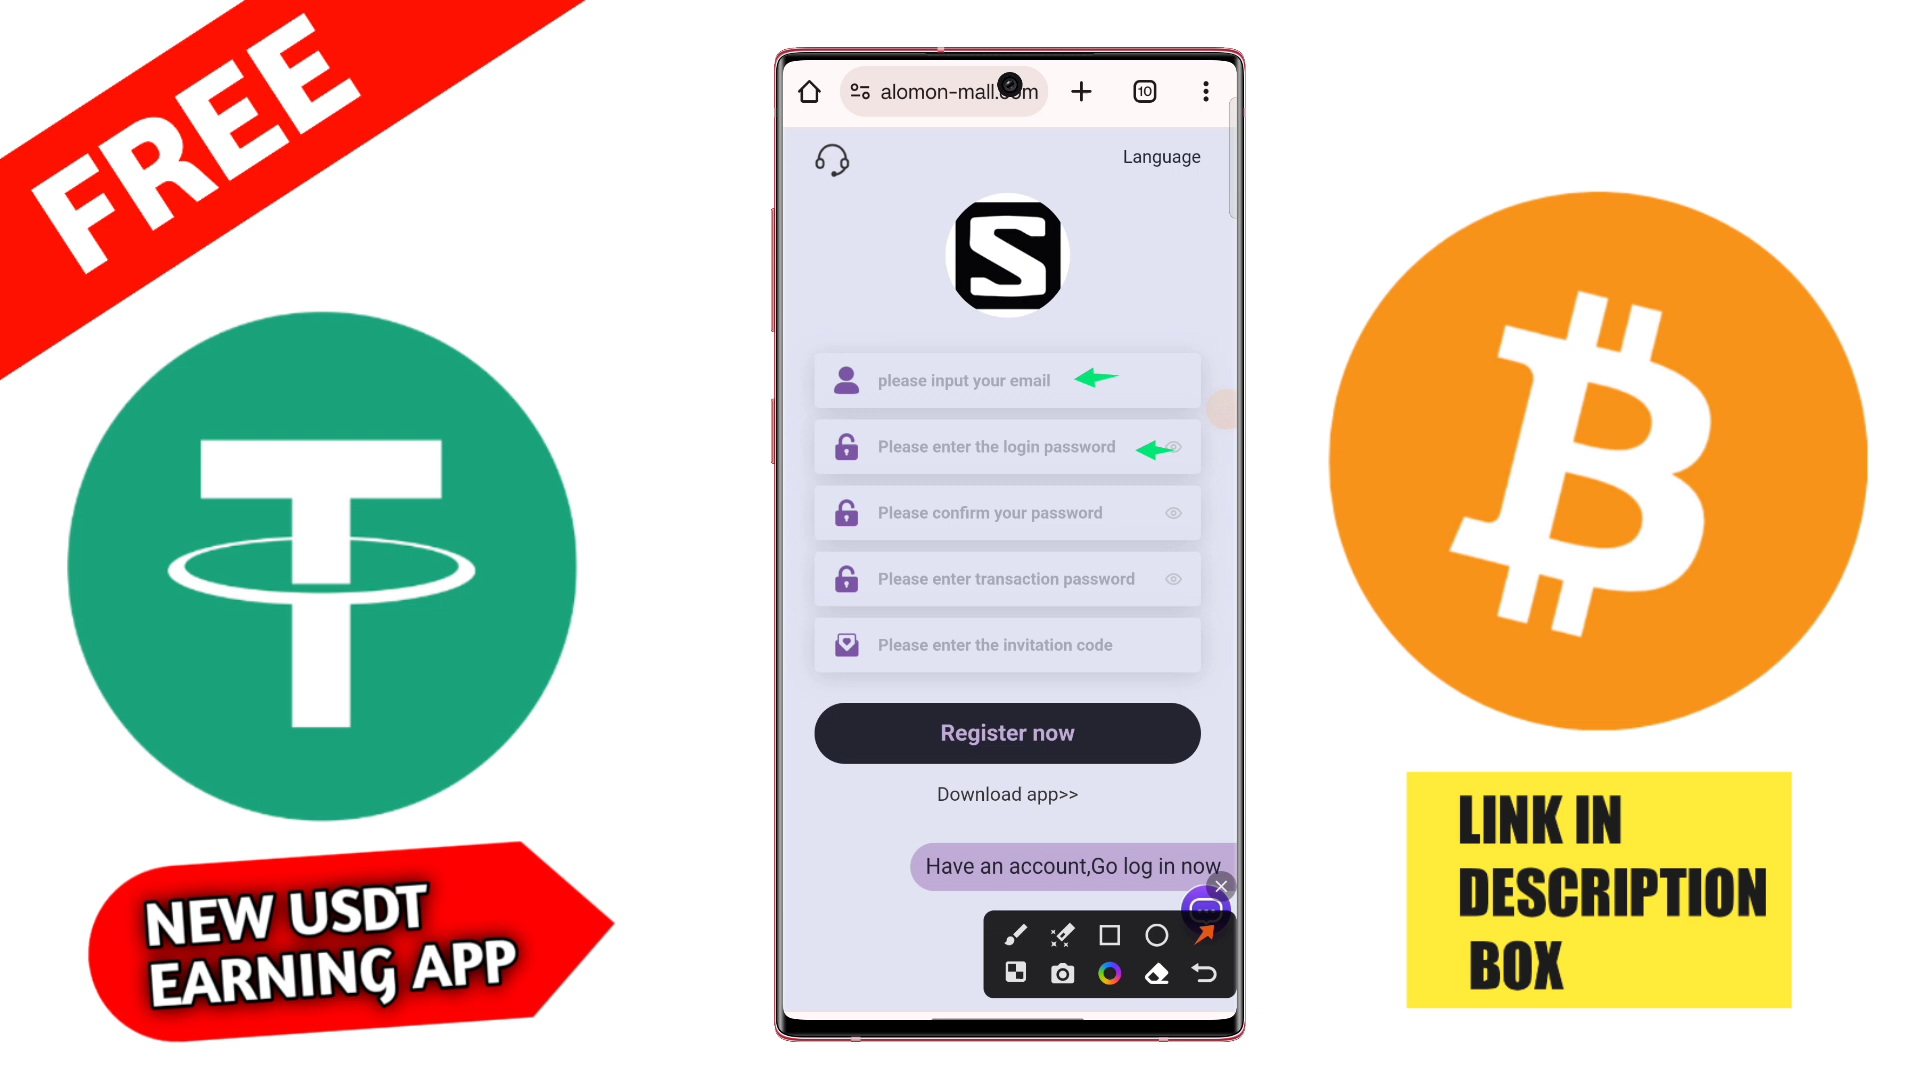 FREE
alomon-mall.com
10
Language
S
please input your email
Please enter the login password
Please confirm your password
Please enter transaction password
Please enter the invitation code
Register now
Download app>>
Have an account,Go log in now
NEW USDT
EARNING APP
LINK IN
DESCRIPTION
BOX